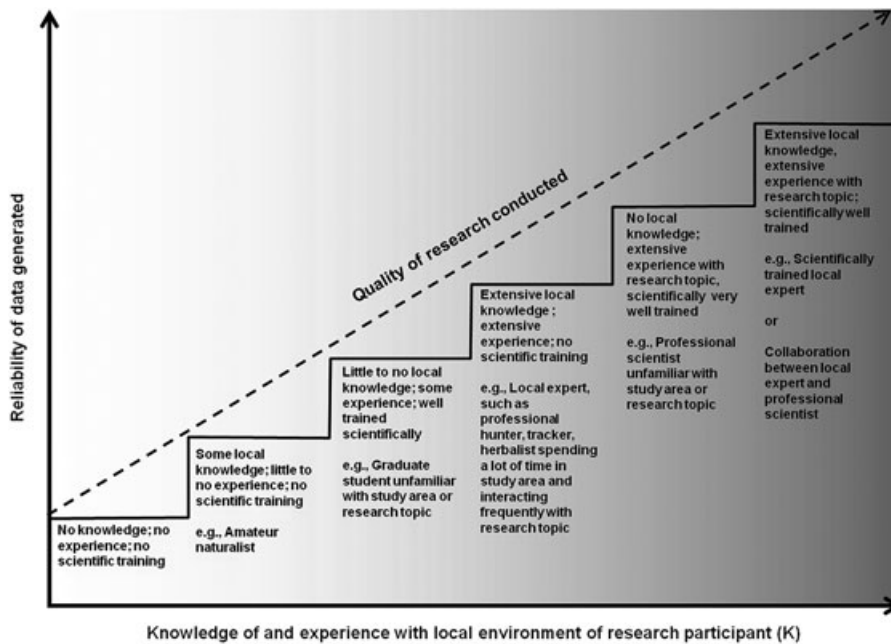 Reliability of data generated
Quality of research conducted
No knowledge; no
experience; no
scientific training
Some local
knowledge; little to
no experience; no
scientific training
e.g., Amateur
naturalist
Little to no local
knowledge; some
experience; well
trained
scientifically
e.g., Graduate
student unfamiliar
with study area or
research topic
Extensive local
knowledge ;
extensive
experience; no
scientific training
e.g., Local expert,
such as
professional
hunter, tracker,
herbalist spending
a lot of time in
study area and
interacting
frequently with
research topic
No local
knowledge;
extensive
experience with
research topic,
scientifically very
well trained
e.g., Professional
scientist
unfamiliar with
study area or
research topic
Extensive local
knowledge,
extensive
experience with
research topic;
scientifically well
trained
e.g., Scientifically
trained local
expert
or
Collaboration
between local
expert and
professional
scientist
Knowledge of and experience with local environment of research participant (K)